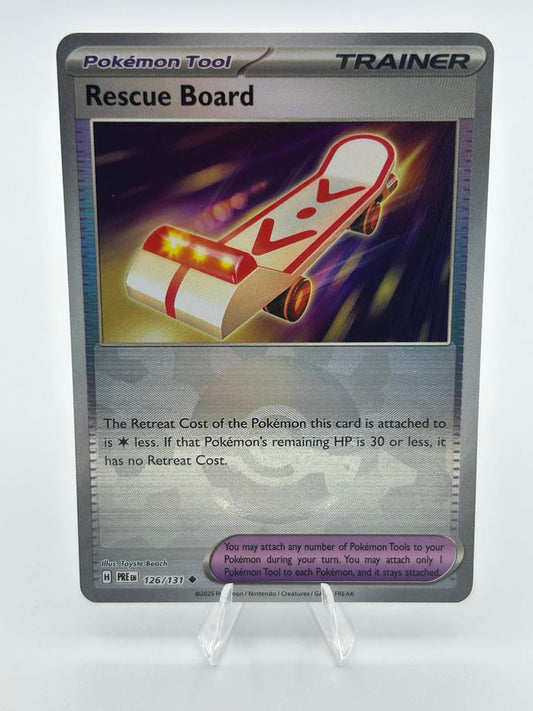 Pokémon Tool TRAINER
Rescue Board
The Retreat Cost of the Pokémon this card is attached to
is less. If that Pokémon's remaining HP is 30 or less, it
has no Retreat Cost.
Illus. Toyste Beach
H PRE EN 126/131
You may attach any number of Pokémon Tools to your
Pokémon during your turn. You may attach only 1
Pokémon Tool to each Pokémon, and it stays attached.
©2025 Pokémon / Nintendo / Creatures / GAME FREAK